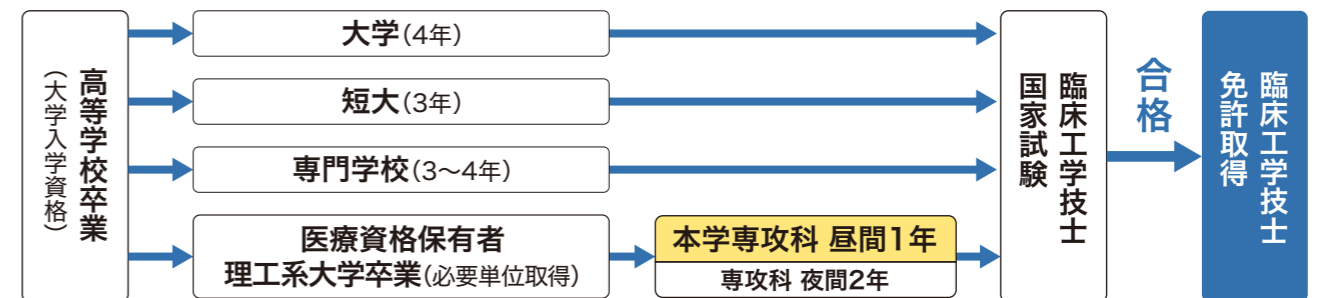 高等学校卒業
（大学入学資格）
大学（4年）
短大（3年）
専門学校（3〜4年）
医療資格保有者
理工系大学卒業（必要単位取得）
本学専攻科 昼間1年
専攻科 夜間2年
臨床工学技士
国家試験
合格
臨床工学技士
免許取得